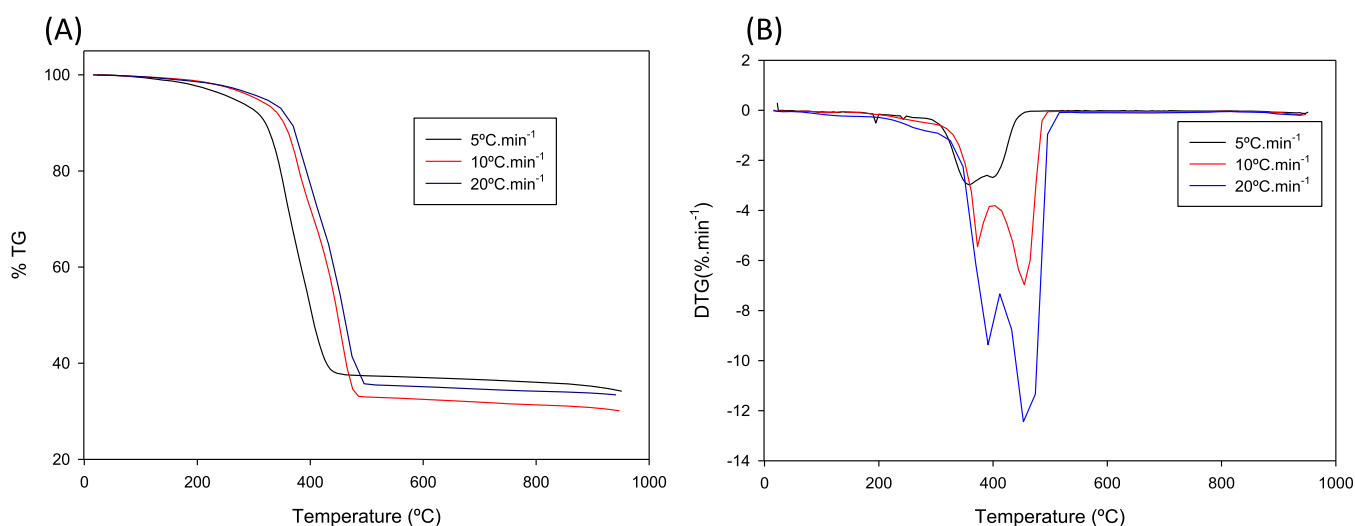 (A)
% TG
100
80
60
40
20
0
200
400
600
800
1000
Temperature (ºC)
5ºC.min⁻¹
10ºC.min⁻¹
20ºC.min⁻¹
(B)
DTG(%.min⁻¹)
2
0
-2
-4
-6
-8
-10
-12
-14
0
200
400
600
800
1000
Temperature (ºC)
5ºC.min⁻¹
10ºC.min⁻¹
20ºC.min⁻¹